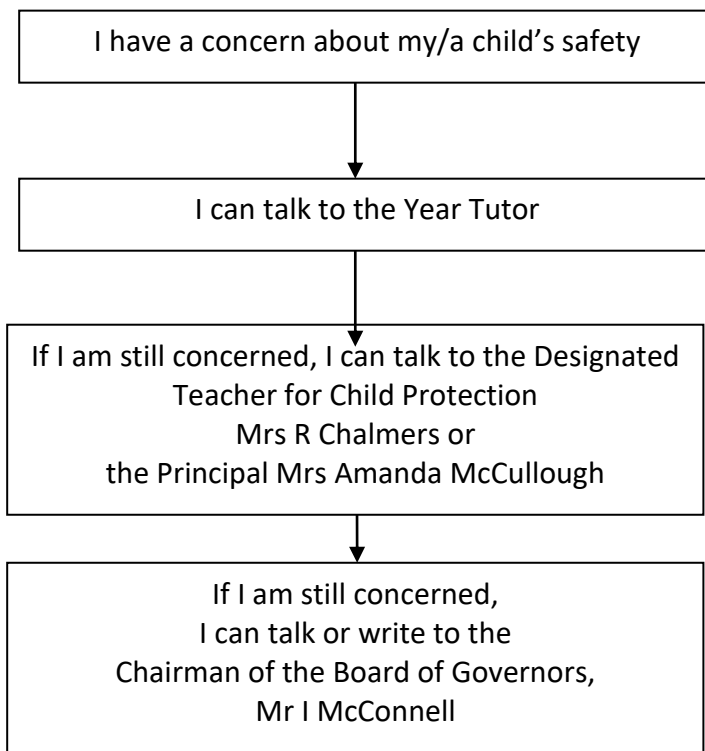 I have a concern about my/a child’s safety
I can talk to the Year Tutor
If I am still concerned, I can talk to the Designated
Teacher for Child Protection
Mrs R Chalmers or
the Principal Mrs Amanda McCullough
If I am still concerned,
I can talk or write to the
Chairman of the Board of Governors,
Mr I McConnell